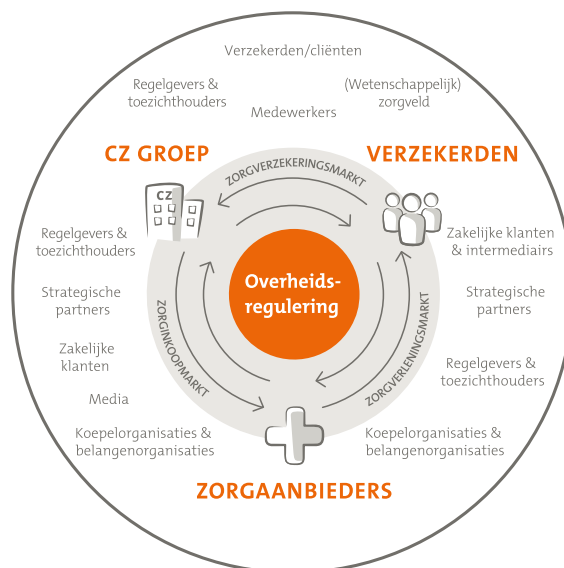 Verzekerden/cliënten
Regelgevers &
toezichthouders
(Wetenschappelijk)
zorgveld
Medewerkers
CZ GROEP
VERZEKERDEN
ZORGVERZEKERINGSMARKT
CZ
Regelgevers &
toezichthouders
Zakelijke klanten
& intermediairs
Overheids-
regulering
Strategische
partners
Strategische
partners
ZORGINKOOPMARKT
ZORGVERLENINGSMARKT
Zakelijke
klanten
Regelgevers &
toezichthouders
Media
Koepelorganisaties &
belangenorganisaties
Koepelorganisaties &
belangenorganisaties
ZORGAANBIEDERS